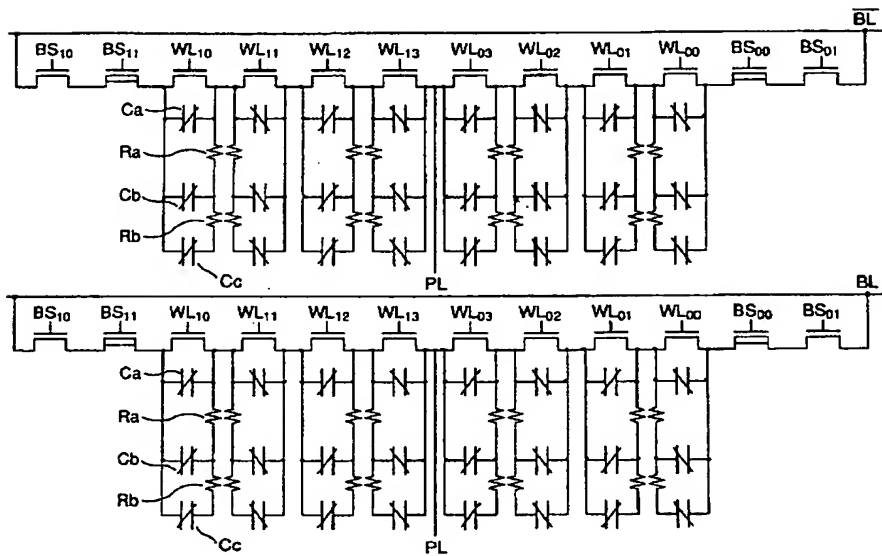 B̅L̅
BS₁₀ BS₁₁ WL₁₀ WL₁₁ WL₁₂ WL₁₃ WL₀₃ WL₀₂ WL₀₁ WL₀₀ BS₀₀ BS₀₁
Ca
Ra
Cb
Rb
Cc PL
BL
BS₁₀ BS₁₁ WL₁₀ WL₁₁ WL₁₂ WL₁₃ WL₀₃ WL₀₂ WL₀₁ WL₀₀ BS₀₀ BS₀₁
Ca
Ra
Cb
Rb
Cc PL